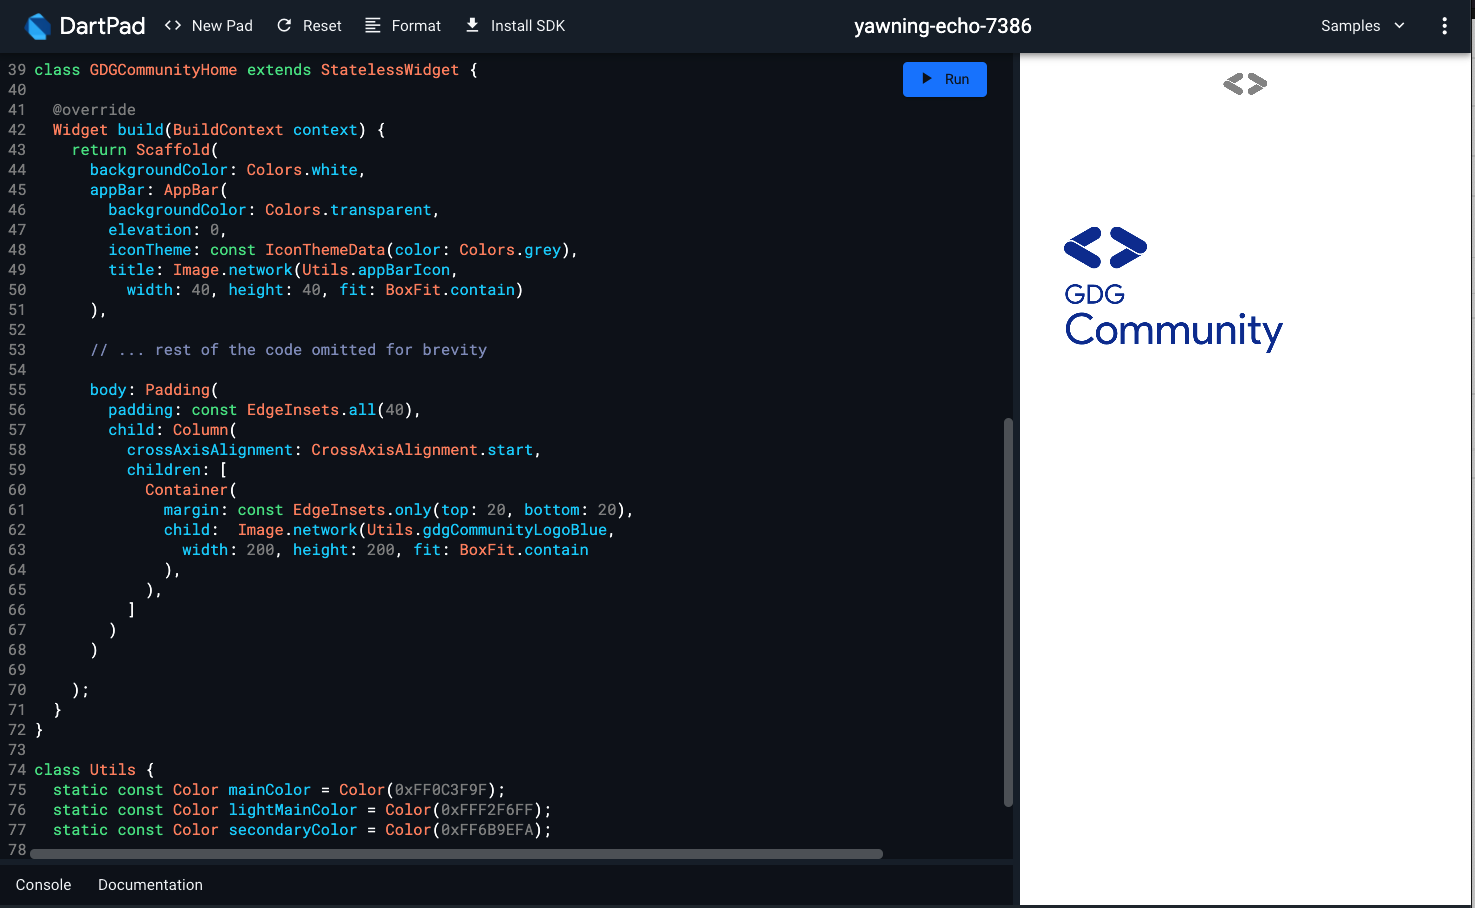 DartPad
<> New Pad
Reset
Format
Install SDK
yawning-echo-7386
Samples
Run
39 class GDGCommunityHome extends StatelessWidget {
40
41   @override
42   Widget build(BuildContext context) {
43     return Scaffold(
44       backgroundColor: Colors.white,
45       appBar: AppBar(
46         backgroundColor: Colors.transparent,
47         elevation: 0,
48         iconTheme: const IconThemeData(color: Colors.grey),
49         title: Image.network(Utils.appBarIcon,
50           width: 40, height: 40, fit: BoxFit.contain)
51       ),
52
53       // ... rest of the code omitted for brevity
54
55       body: Padding(
56         padding: const EdgeInsets.all(40),
57         child: Column(
58           crossAxisAlignment: CrossAxisAlignment.start,
59           children: [
60             Container(
61               margin: const EdgeInsets.only(top: 20, bottom: 20),
62               child:  Image.network(Utils.gdgCommunityLogoBlue,
63                 width: 200, height: 200, fit: BoxFit.contain
64               ),
65             ),
66           ]
67         )
68       )
69
70     );
71   }
72 }
73
74 class Utils {
75   static const Color mainColor = Color(0xFF0C3F9F);
76   static const Color lightMainColor = Color(0xFFF2F6FF);
77   static const Color secondaryColor = Color(0xFF6B9EFA);
78
GDG
Community
Console
Documentation